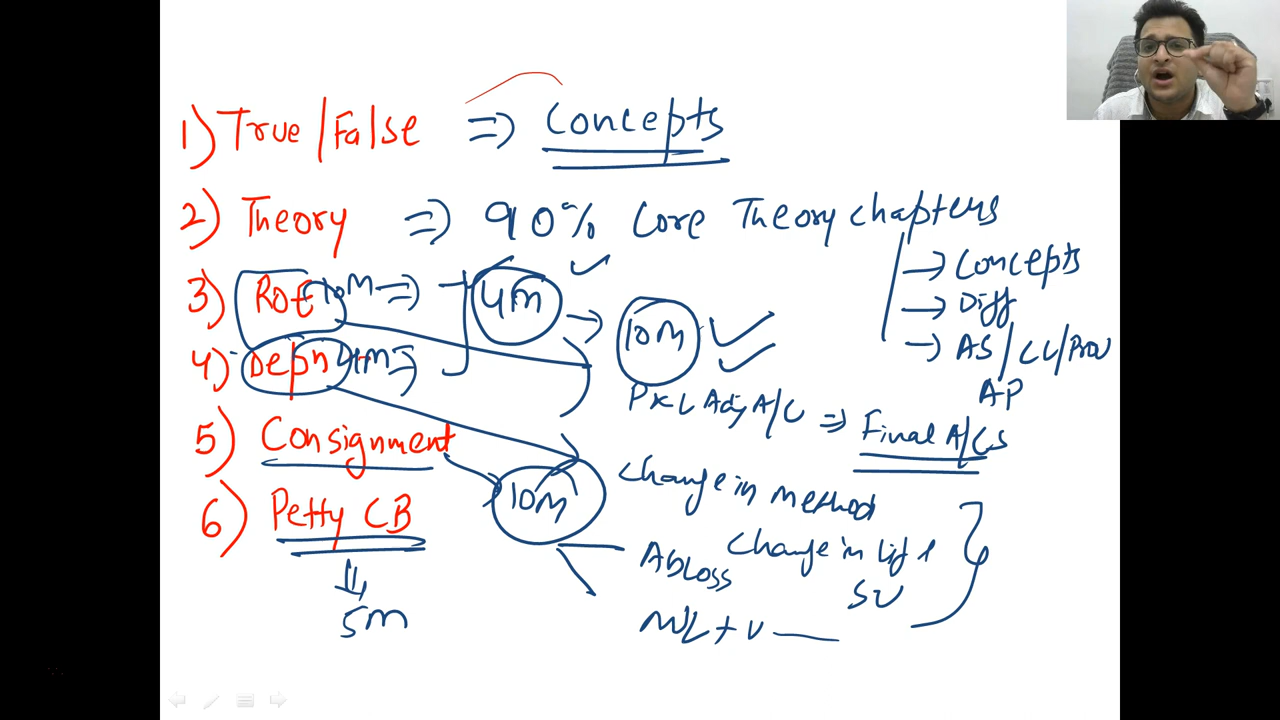 1) True/False => Concepts
2) Theory => 90% Core Theory chapters
→ Concepts
→ Diff
→ AS/CL/Prov
AP
3) ROE 10M => 4m → 10M
4) Depn 4M =>
P&L Adj A/C => Final A/Cs
5) Consignment
10m
change in method
6) Petty CB
Change in Life
Ab Loss
SV
5m
NL + V